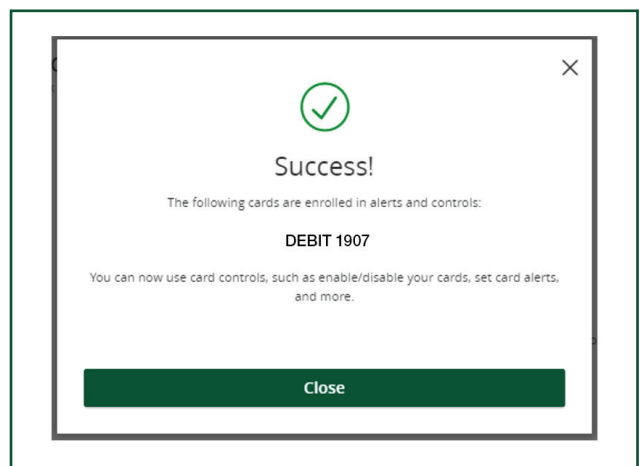 Success!
The following cards are enrolled in alerts and controls:
DEBIT 1907
You can now use card controls, such as enable/disable your cards, set card alerts,
and more.
Close